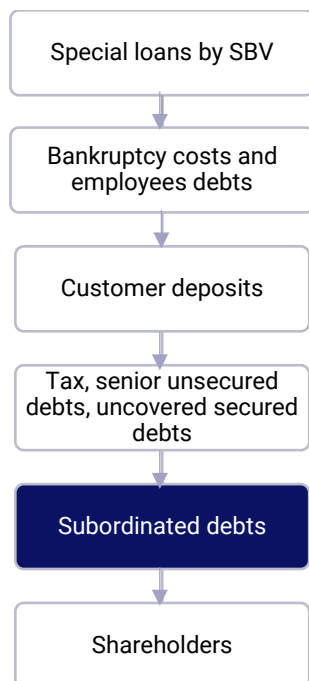 Special loans by SBV
Bankruptcy costs and
employees debts
Customer deposits
Tax, senior unsecured
debts, uncovered secured
debts
Subordinated debts
Shareholders